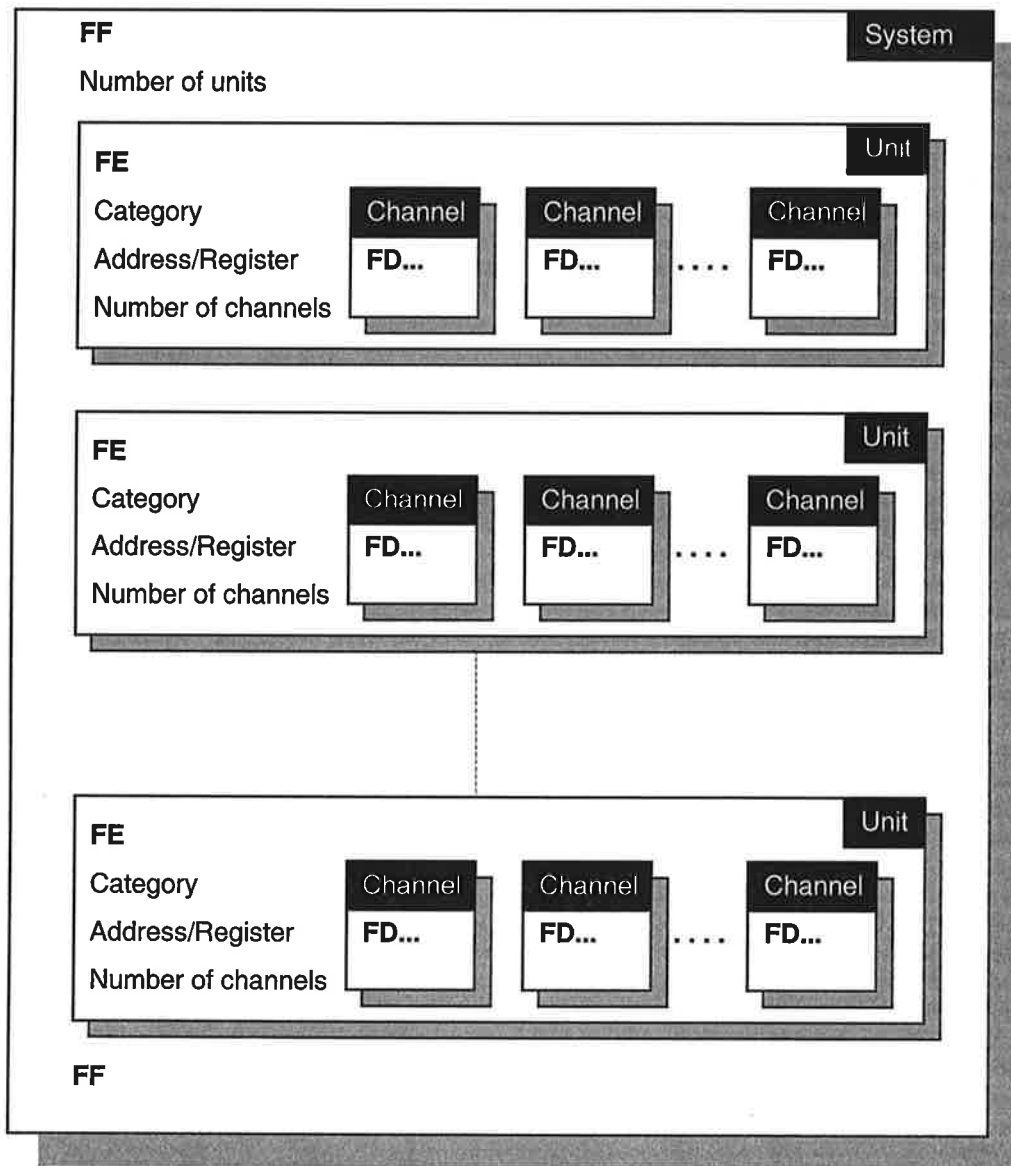 FF
System
Number of units
Unit
FE
Category
Channel
Channel
Channel
Address/Register
FD...
FD...
....
FD...
Number of channels
Unit
FE
Category
Channel
Channel
Channel
Address/Register
FD...
FD...
....
FD...
Number of channels
Unit
FE
Category
Channel
Channel
Channel
Address/Register
FD...
FD...
....
FD...
Number of channels
FF